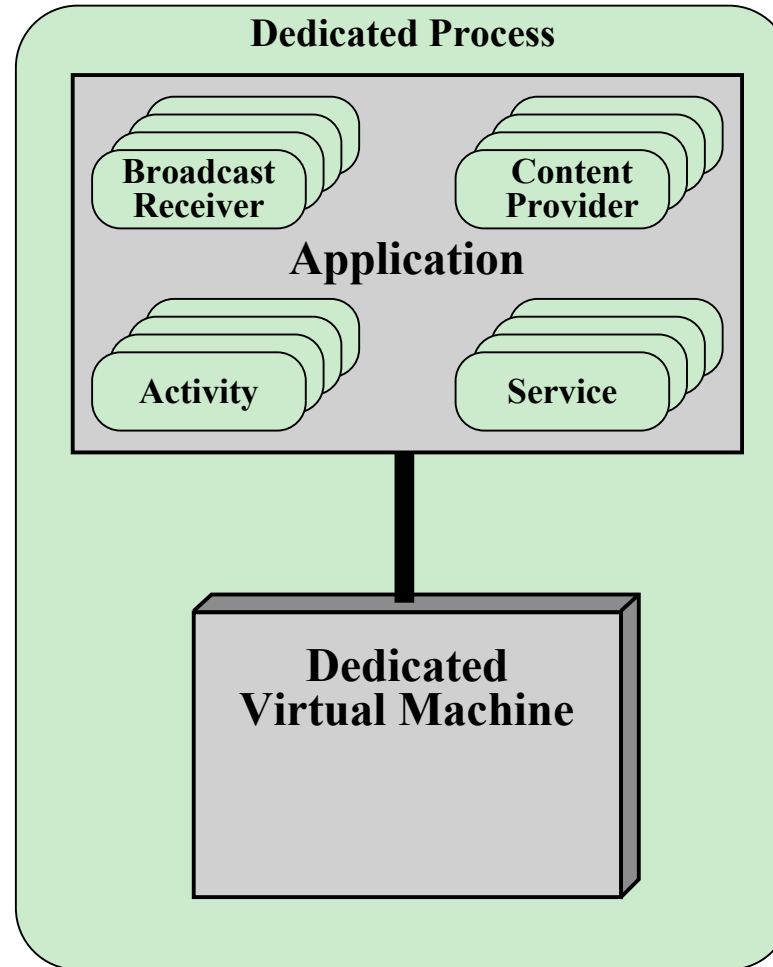 Dedicated Process
Broadcast
Receiver
Content
Provider
Application
Activity
Service
Dedicated
Virtual Machine